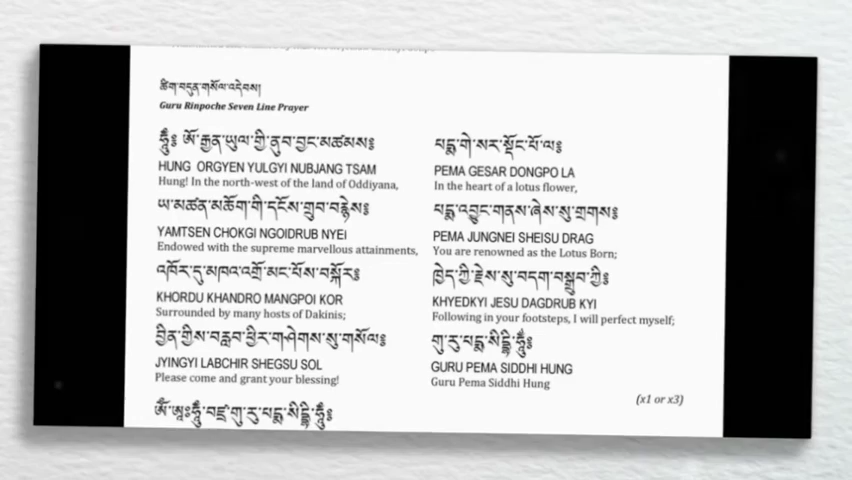 ཚིག་བདུན་གསོལ་འདེབས།
Guru Rinpoche Seven Line Prayer
ཧཱུྂ༔ ཨོ་རྒྱན་ཡུལ་གྱི་ནུབ་བྱང་མཚམས༔
HUNG ORGYEN YULGYI NUBJANG TSAM
Hung! In the north-west of the land of Oddiyana,
པདྨ་གེ་སར་སྡོང་པོ་ལ༔
PEMA GESAR DONGPO LA
In the heart of a lotus flower,
ཡ་མཚན་མཆོག་གི་དངོས་གྲུབ་བརྙེས༔
YAMTSEN CHOKGI NGOIDRUB NYEI
Endowed with the supreme marvellous attainments,
པདྨ་འབྱུང་གནས་ཞེས་སུ་གྲགས༔
PEMA JUNGNEI SHEISU DRAG
You are renowned as the Lotus Born;
འཁོར་དུ་མཁའ་འགྲོ་མང་པོས་བསྐོར༔
KHORDU KHANDRO MANGPOI KOR
Surrounded by many hosts of Dakinis;
ཁྱེད་ཀྱི་རྗེས་སུ་བདག་བསྒྲུབ་ཀྱི༔
KHYEDKYI JESU DAGDRUB KYI
Following in your footsteps, I will perfect myself;
བྱིན་གྱིས་བརླབ་ཕྱིར་གཤེགས་སུ་གསོལ༔
JYINGYI LABCHIR SHEGSU SOL
Please come and grant your blessing!
གུ་རུ་པདྨ་སིདྡྷི་ཧཱུྂ༔
GURU PEMA SIDDHI HUNG
Guru Pema Siddhi Hung
(x1 or x3)
ཨོཾ་ཨཱཿཧཱུྂ་བཛྲ་གུ་རུ་པདྨ་སིདྡྷི་ཧཱུྂ༔